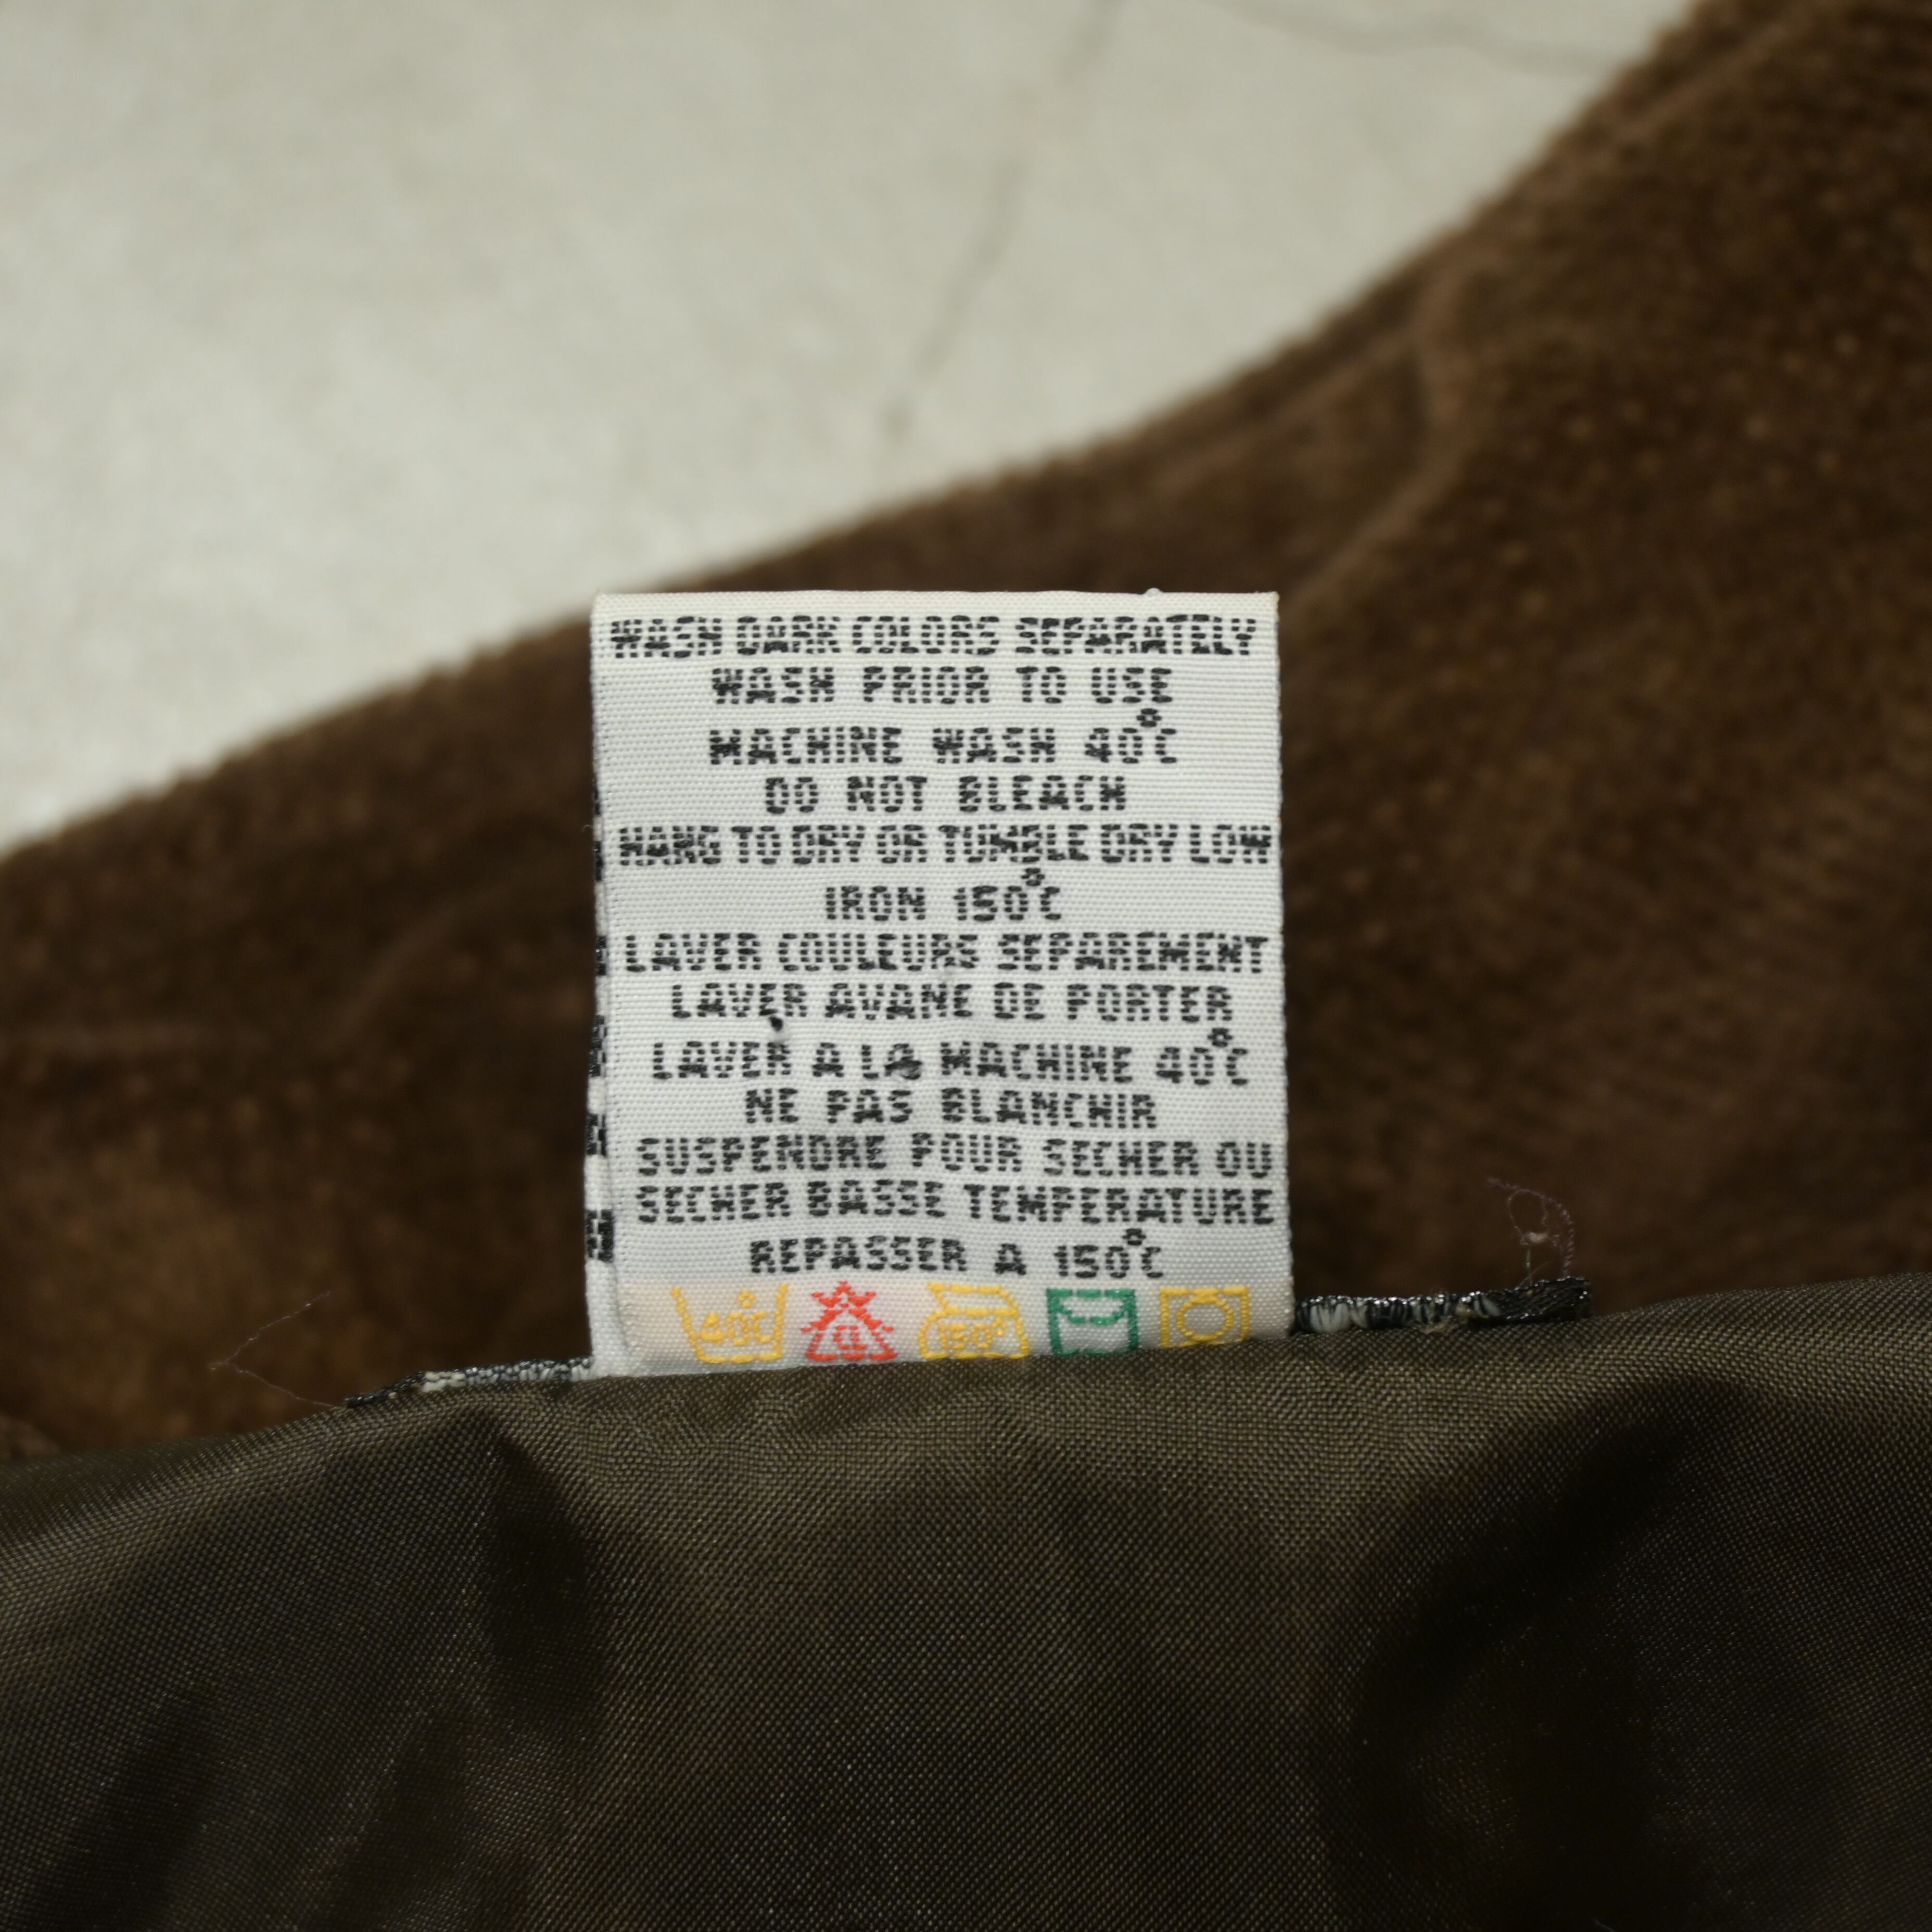 WASH DARK COLORS SEPARATELY
WASH PRIOR TO USE
MACHINE WASH 40°C
DO NOT BLEACH
HANG TO DRY OR TUMBLE DRY LOW
IRON 150°C
LAVER COULEURS SEPAREMENT
LAVER AVANE DE PORTER
LAVER A LA MACHINE 40°C
NE PAS BLANCHIR
SUSPENDRE POUR SECHER OU
SECHER BASSE TEMPERATURE
REPASSER A 150°C
40°C CL 150°